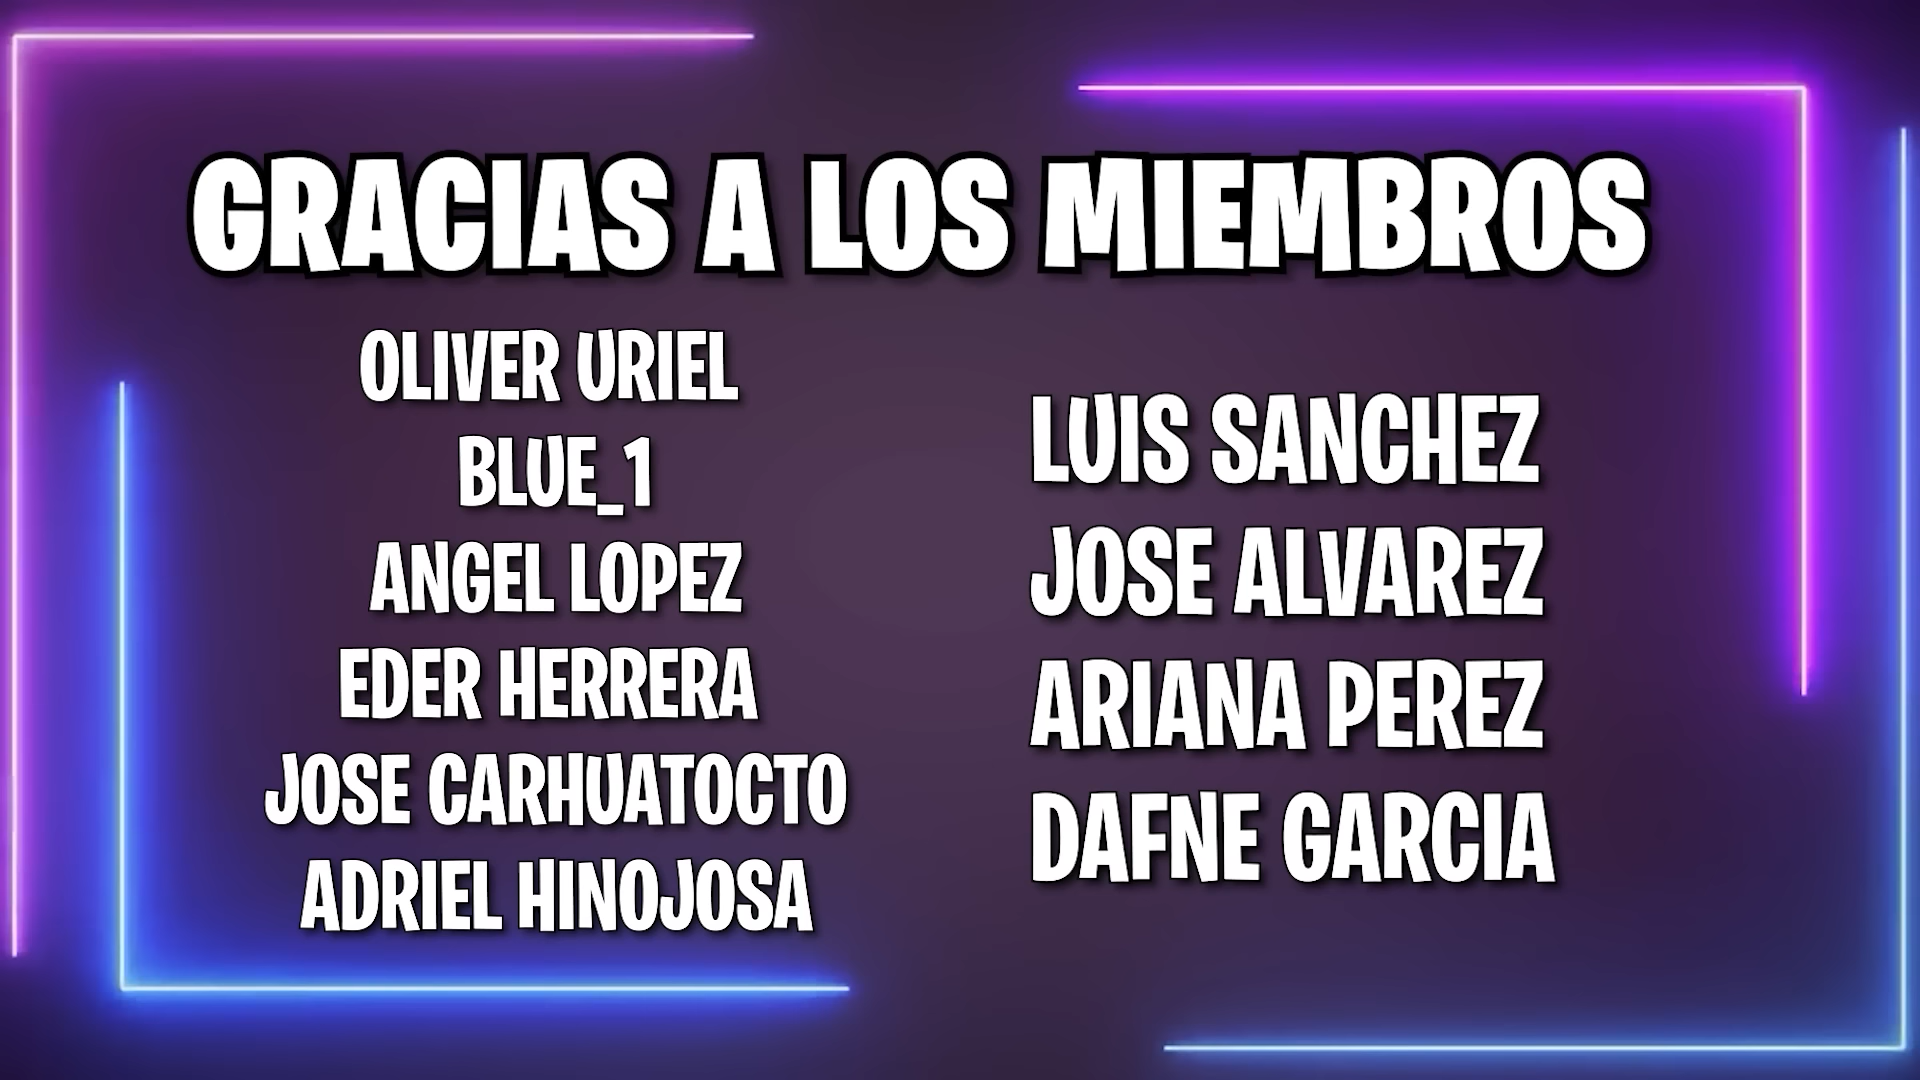 GRACIAS A LOS MIEMBROS
OLIVER URIEL
BLUE_1
ANGEL LOPEZ
EDER HERRERA
JOSE CARHUATOCTO
ADRIEL HINOJOSA
LUIS SANCHEZ
JOSE ALVAREZ
ARIANA PEREZ
DAFNE GARCIA